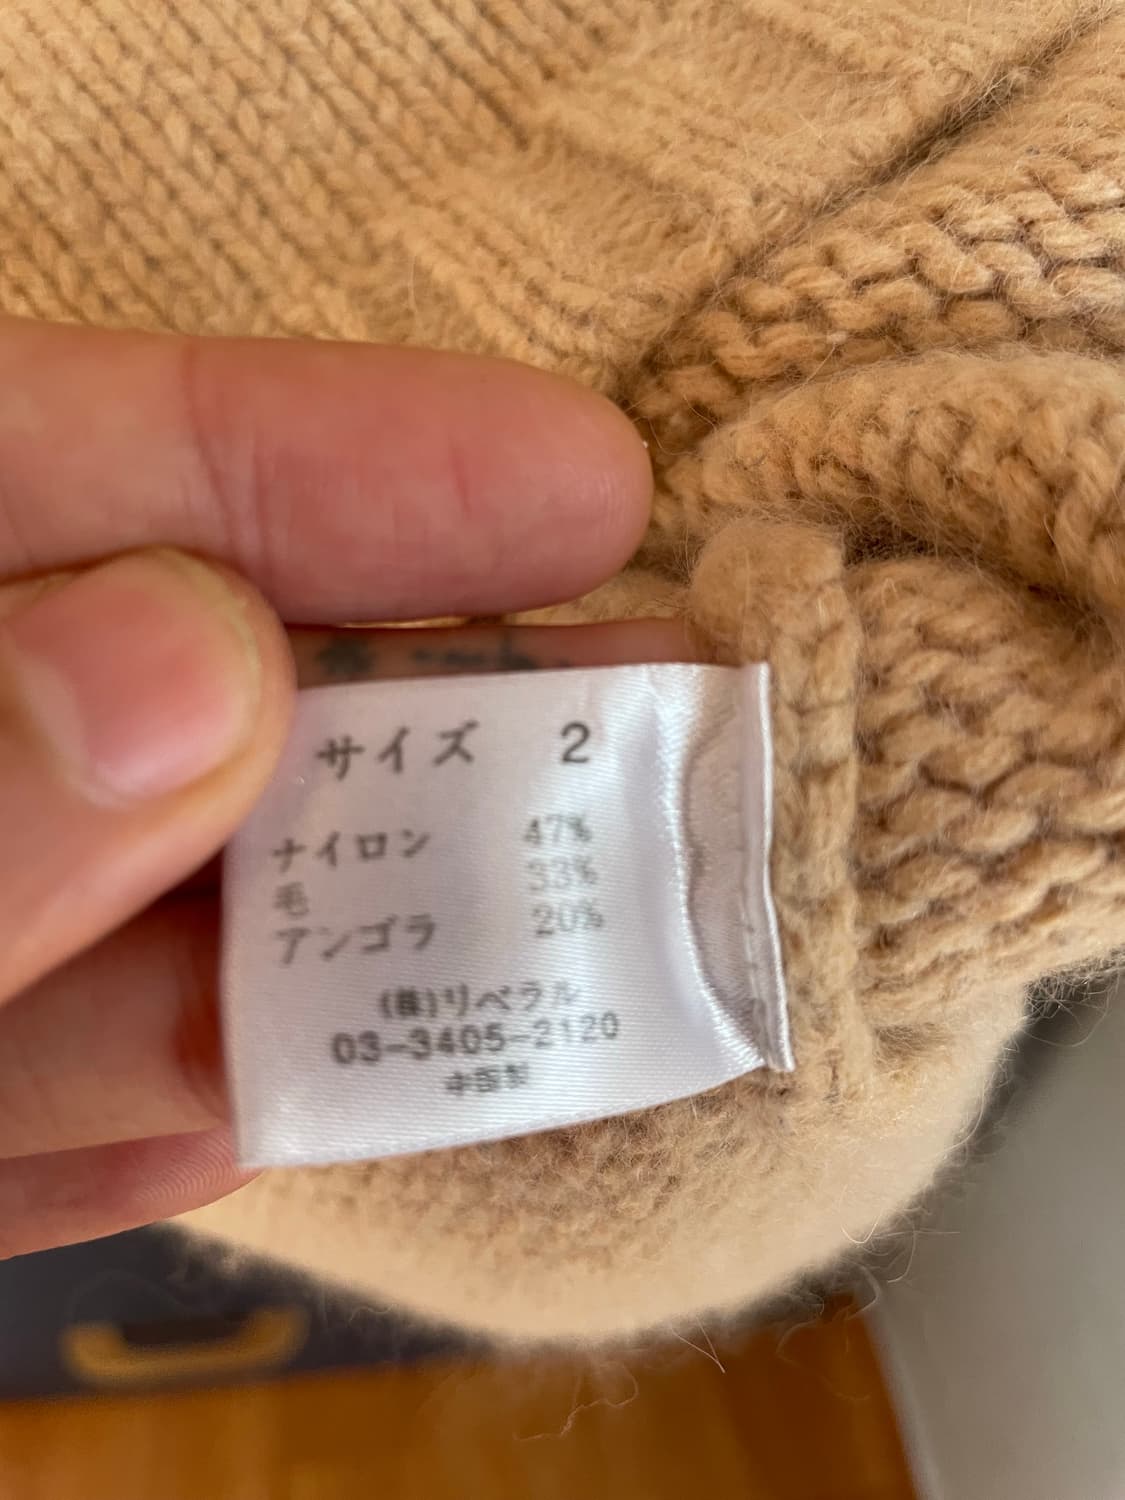 サイズ 2
ナイロン 47%
毛 33%
アンゴラ 20%
(株)リベラル
03-3405-2120
中国製